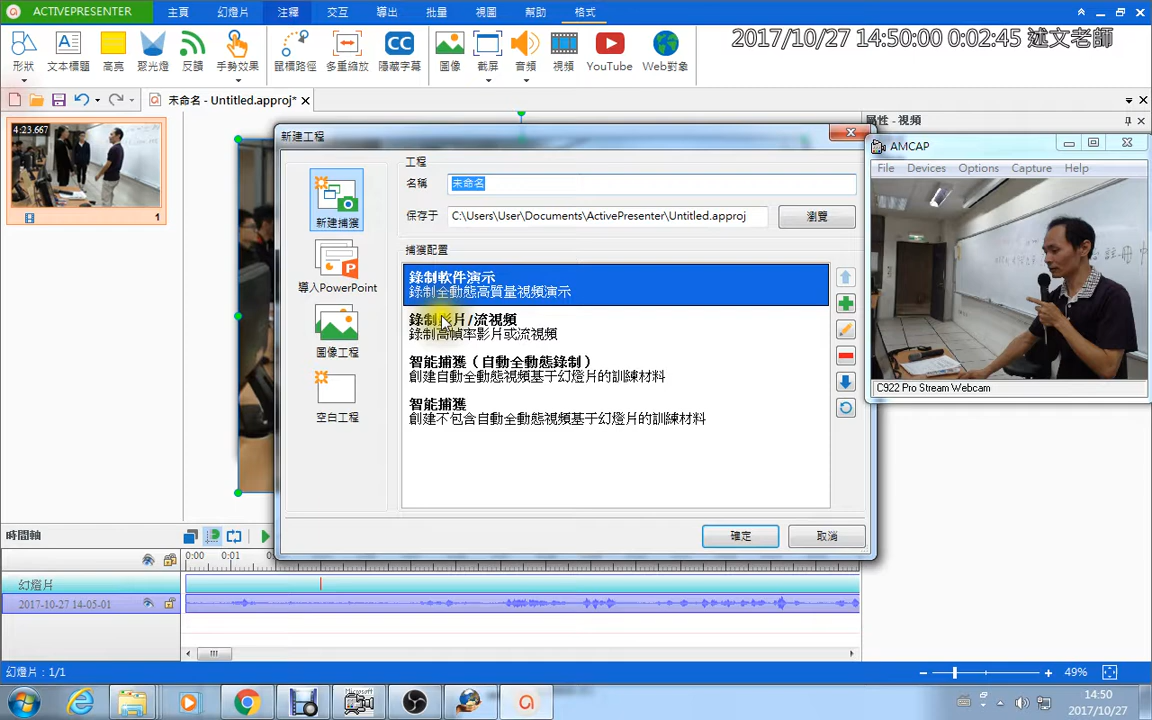 ACTIVEPRESENTER
主頁
幻燈片
注釋
交互
導出
批量
視圖
幫助
格式
形狀
文本標題
高亮
聚光燈
反饋
手勢效果
鼠標路徑
多重縮放
隱蔽字幕
圖像
截屏
音頻
視頻
YouTube
Web對象
2017/10/27 14:50:00 0:02:45 述文老師
未命名 - Untitled.approj*
4:23.667
1
新建工程
新建捕獲
導入PowerPoint
圖像工程
空白工程
工程
名稱
未命名
保存于
C:\Users\User\Documents\ActivePresenter\Untitled.approj
瀏覽
捕獲配置
錄制軟件演示
錄制全動態高質量視頻演示
錄制影片/流視頻
錄制高幀率影片或流視頻
智能捕獲（自動全動態錄制）
創建自動全動態視頻基于幻燈片的訓練材料
智能捕獲
創建不包含自動全動態視頻基于幻燈片的訓練材料
確定
取消
屬性 - 視頻
AMCAP
File
Devices
Options
Capture
Help
C922 Pro Stream Webcam
時間軸
0:00
0:01
0:02
幻燈片
2017-10-27 14-05-01
幻燈片：1/1
49%
14:50
2017/10/27